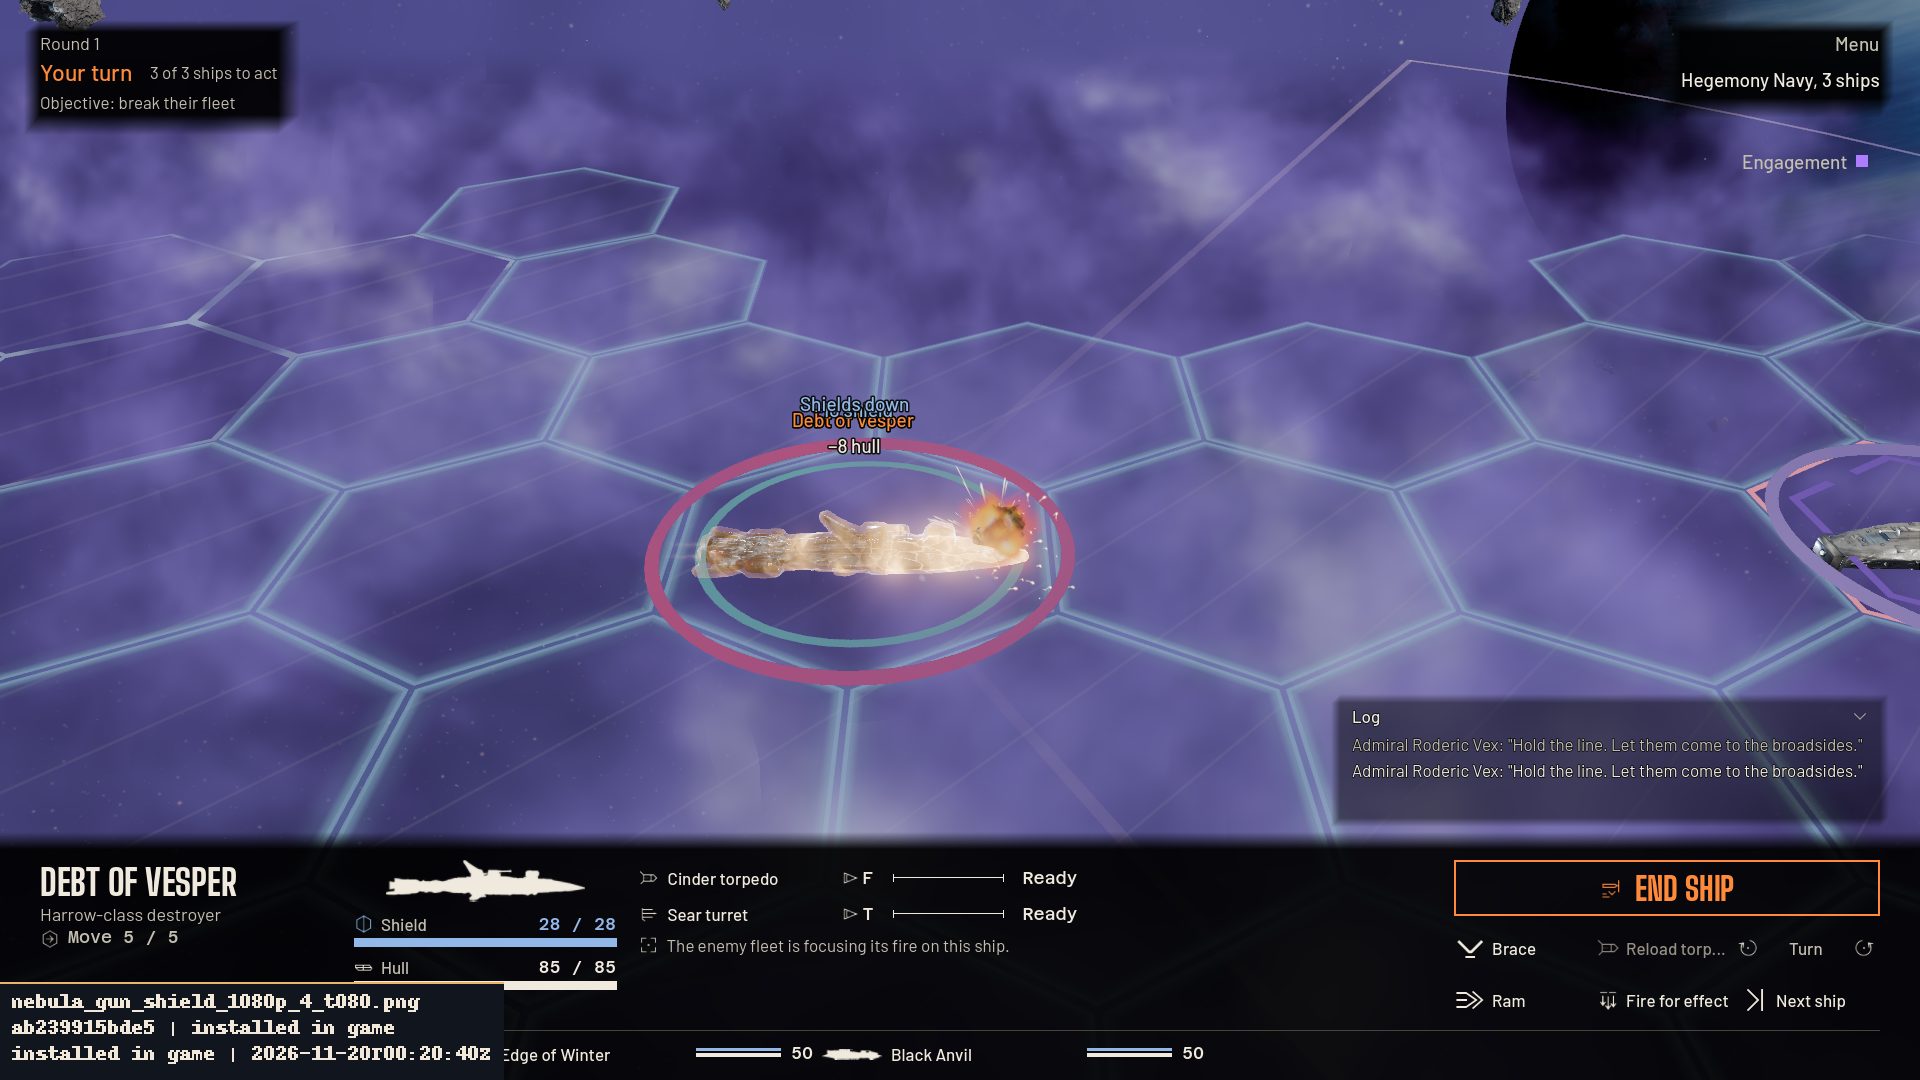 Round 1
Your turn 3 of 3 ships to act
Objective: break their fleet
Menu
Hegemony Navy, 3 ships
Engagement
Shields down
Debt of Vesper
−8 hull
Log
Admiral Roderic Vex: "Hold the line. Let them come to the broadsides."
Admiral Roderic Vex: "Hold the line. Let them come to the broadsides."
DEBT OF VESPER
Harrow-class destroyer
Move 5 / 5
Shield 28 / 28
Hull 85 / 85
Cinder torpedo F Ready
Sear turret T Ready
The enemy fleet is focusing its fire on this ship.
END SHIP
Brace Reload torp... Turn
Ram Fire for effect Next ship
nebula_gun_shield_1080p_4_t080.png
ab239915bde5 | installed in game
installed in game | 2026-11-20T00:20:40Z
Edge of Winter 50 Black Anvil 50